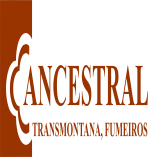 ANCESTRAL
TRANSMONTANA, FUMEIROS